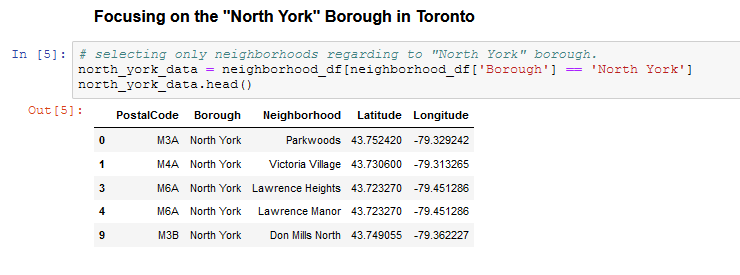 Focusing on the "North York" Borough in Toronto
In [5]: # selecting only neighborhoods regarding to "North York" borough.
north_york_data = neighborhood_df[neighborhood_df['Borough'] == 'North York']
north_york_data.head()
Out[5]:
PostalCode Borough Neighborhood Latitude Longitude
0 M3A North York Parkwoods 43.752420 -79.329242
1 M4A North York Victoria Village 43.730600 -79.313265
3 M6A North York Lawrence Heights 43.723270 -79.451286
4 M6A North York Lawrence Manor 43.723270 -79.451286
9 M3B North York Don Mills North 43.749055 -79.362227